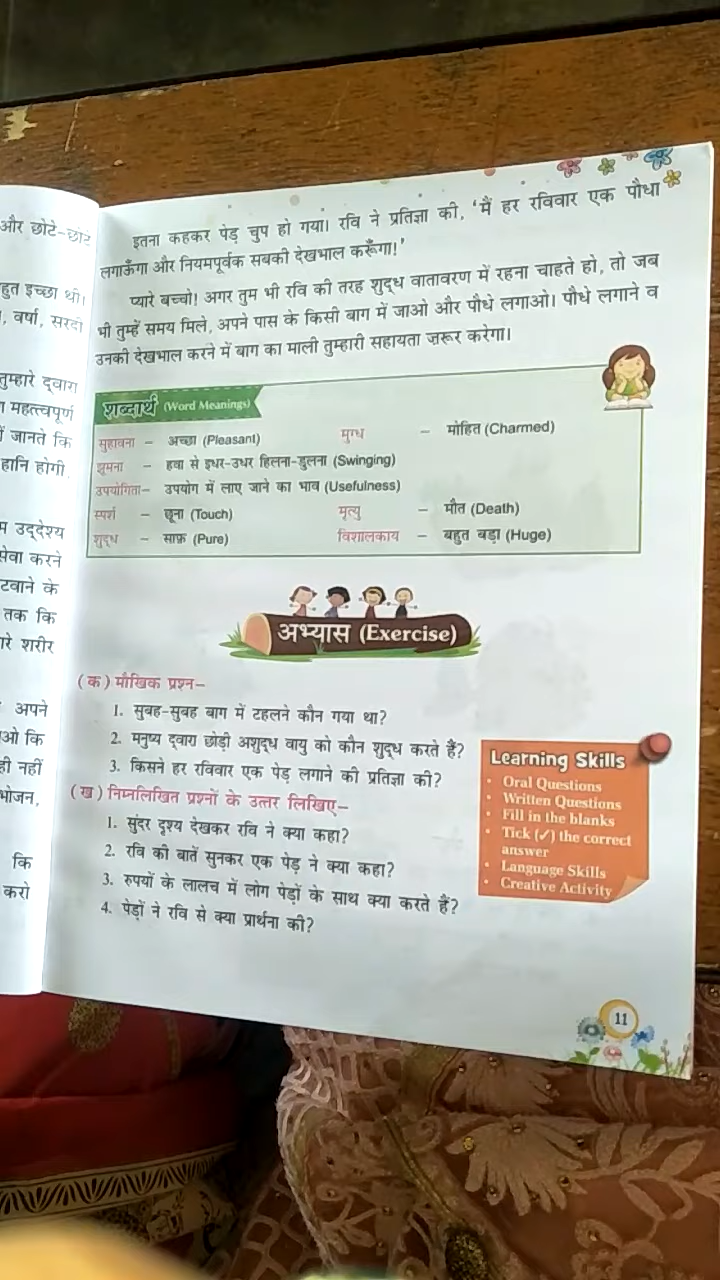 और छोटे-छोटे
हुत इच्छा थी।
, वर्षा, सरदी
तुम्हारे द्वारा
महत्त्वपूर्ण
में जानते कि
हानि होगी
उद्देश्य
सेवा करने
टवाने के
तक कि
रे शरीर
अपने
ओ कि
ही नहीं
भोजन,
कि
करो
इतना कहकर पेड़ चुप हो गया। रवि ने प्रतिज्ञा की, 'मैं हर रविवार एक पौधा
लगाऊँगा और नियमपूर्वक सबकी देखभाल करूँगा।'
प्यारे बच्चो! अगर तुम भी रवि की तरह शुद्ध वातावरण में रहना चाहते हो, तो जब
भी तुम्हें समय मिले, अपने पास के किसी बाग में जाओ और पौधे लगाओ। पौधे लगाने व
उनकी देखभाल करने में बाग का माली तुम्हारी सहायता ज़रूर करेगा।
शब्दार्थ (Word Meanings)
सुहावना – अच्छा (Pleasant) मुग्ध – मोहित (Charmed)
झूमना – हवा से इधर-उधर हिलना-डुलना (Swinging)
उपयोगिता– उपयोग में लाए जाने का भाव (Usefulness)
स्पर्श – छूना (Touch) मृत्यु – मौत (Death)
शुद्ध – साफ़ (Pure) विशालकाय – बहुत बड़ा (Huge)
अभ्यास (Exercise)
(क) मौखिक प्रश्न–
1. सुबह-सुबह बाग में टहलने कौन गया था?
2. मनुष्य द्वारा छोड़ी अशुद्ध वायु को कौन शुद्ध करते हैं?
3. किसने हर रविवार एक पेड़ लगाने की प्रतिज्ञा की?
(ख) निम्नलिखित प्रश्नों के उत्तर लिखिए–
1. सुंदर दृश्य देखकर रवि ने क्या कहा?
2. रवि की बातें सुनकर एक पेड़ ने क्या कहा?
3. रुपयों के लालच में लोग पेड़ों के साथ क्या करते हैं?
4. पेड़ों ने रवि से क्या प्रार्थना की?
Learning Skills
• Oral Questions
• Written Questions
• Fill in the blanks
• Tick (✓) the correct
answer
• Language Skills
• Creative Activity
11